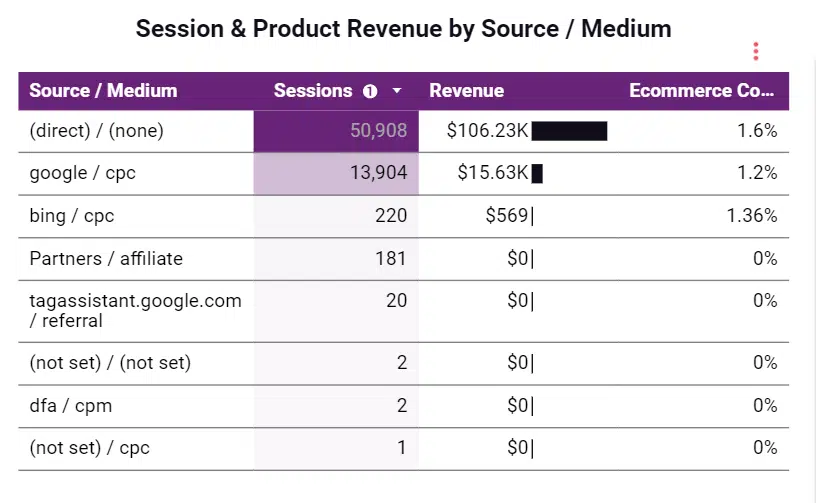 Session & Product Revenue by Source / Medium
Source / Medium Sessions 1 Revenue Ecommerce Co...
(direct) / (none) 50,908 $106.23K 1.6%
google / cpc 13,904 $15.63K 1.2%
bing / cpc 220 $569 1.36%
Partners / affiliate 181 $0 0%
tagassistant.google.com 20 $0 0%
/ referral
(not set) / (not set) 2 $0 0%
dfa / cpm 2 $0 0%
(not set) / cpc 1 $0 0%